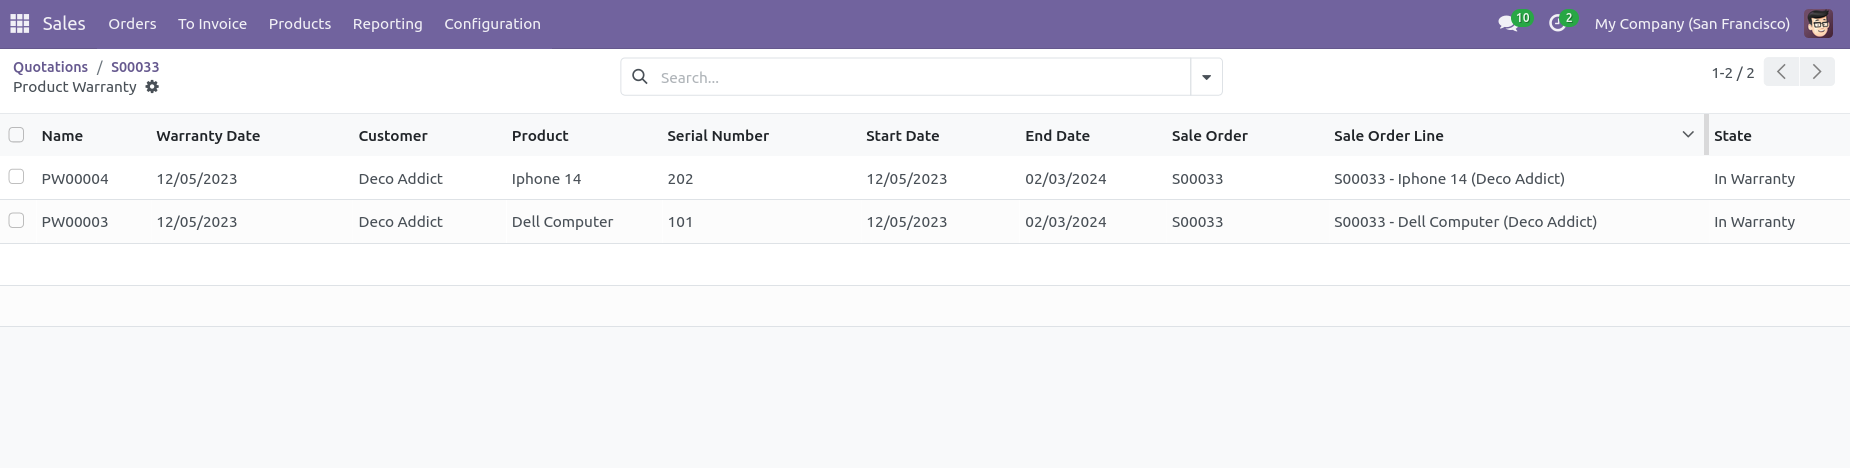 Sales Orders To Invoice Products Reporting Configuration 10 2 My Company (San Francisco)
Quotations / S00033
Product Warranty
Search...
1-2 / 2
Name Warranty Date Customer Product Serial Number Start Date End Date Sale Order Sale Order Line State
PW00004 12/05/2023 Deco Addict Iphone 14 202 12/05/2023 02/03/2024 S00033 S00033 - Iphone 14 (Deco Addict) In Warranty
PW00003 12/05/2023 Deco Addict Dell Computer 101 12/05/2023 02/03/2024 S00033 S00033 - Dell Computer (Deco Addict) In Warranty